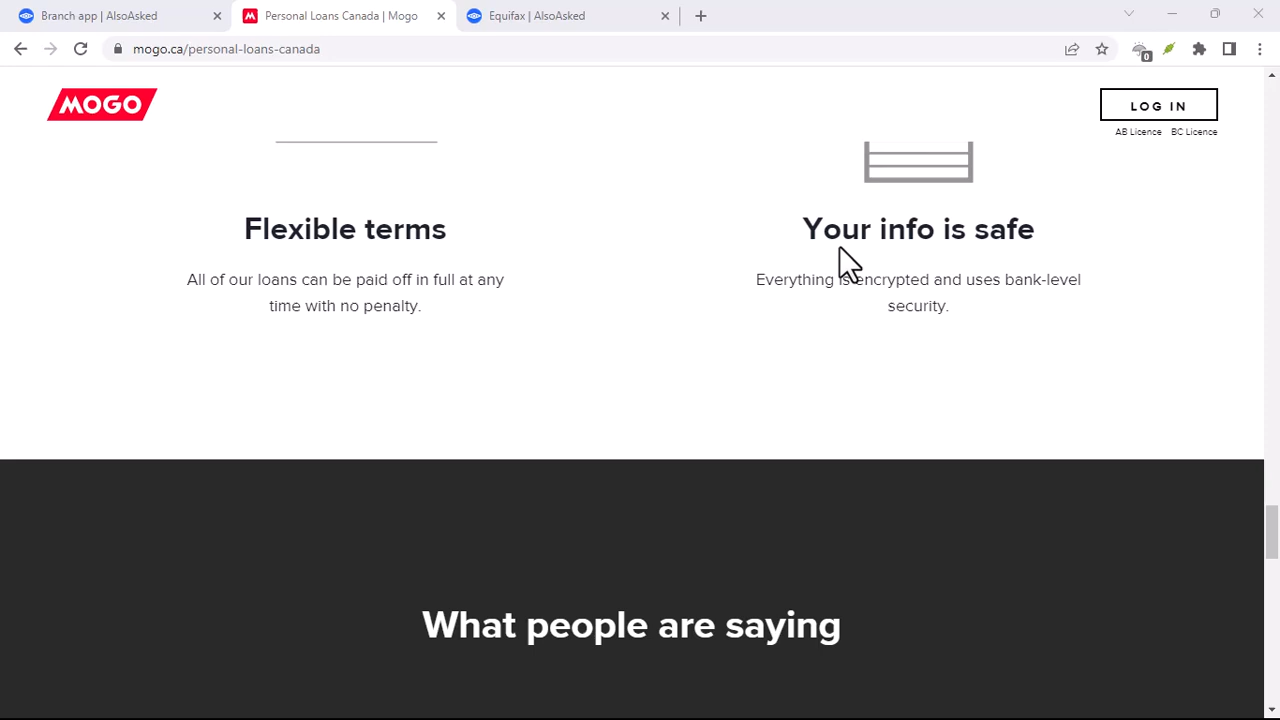 Branch app | AlsoAsked
Personal Loans Canada | Mogo
Equifax | AlsoAsked
mogo.ca/personal-loans-canada
0
MOGO
LOG IN
AB Licence BC Licence
Flexible terms
All of our loans can be paid off in full at any
time with no penalty.
Your info is safe
Everything is encrypted and uses bank-level
security.
What people are saying